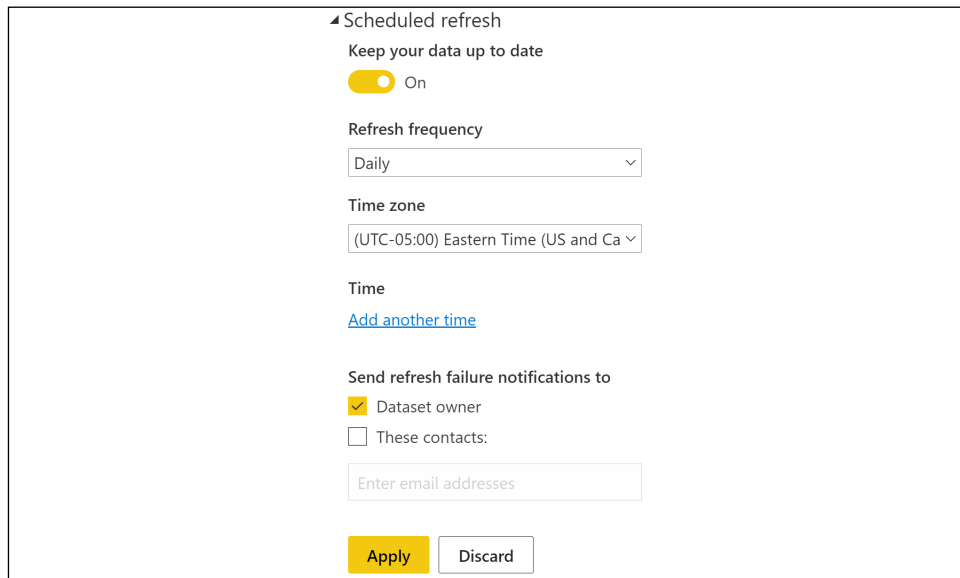 Scheduled refresh
Keep your data up to date
On
Refresh frequency
Daily
Time zone
(UTC-05:00) Eastern Time (US and Ca
Time
Add another time
Send refresh failure notifications to
Dataset owner
These contacts:
Enter email addresses
Apply Discard